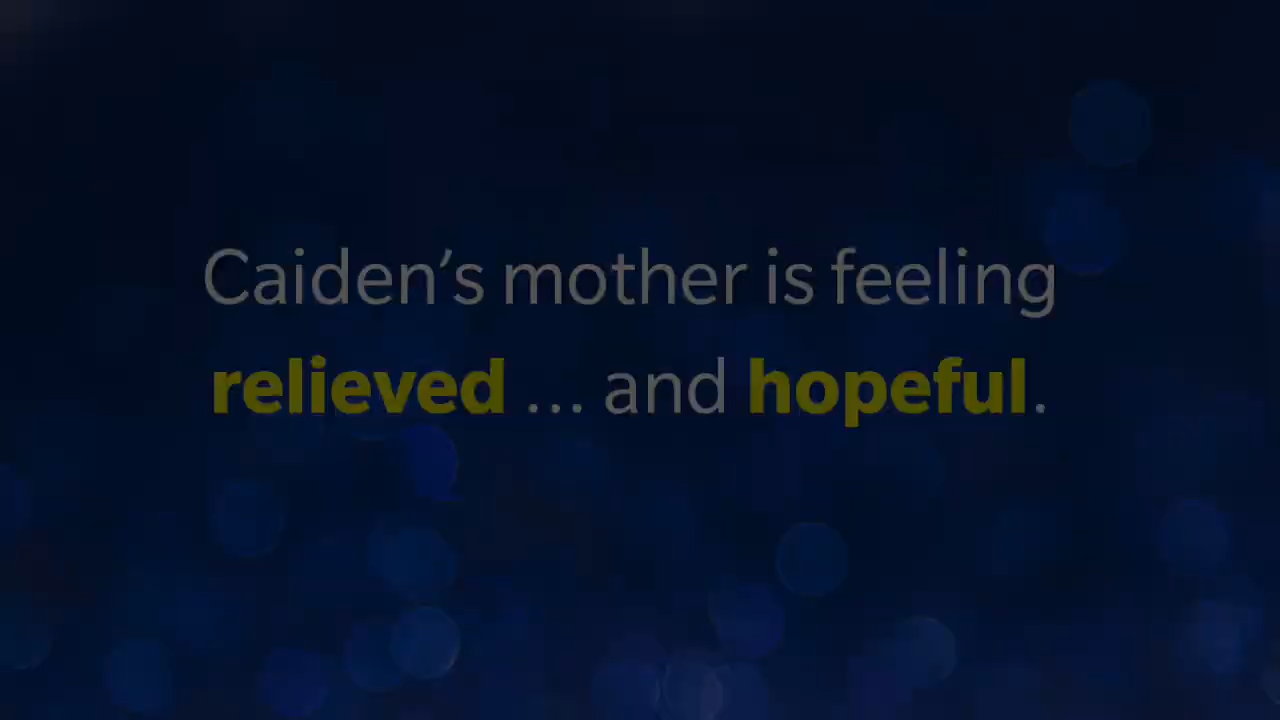 Caiden’s mother is feeling
relieved ... and hopeful.